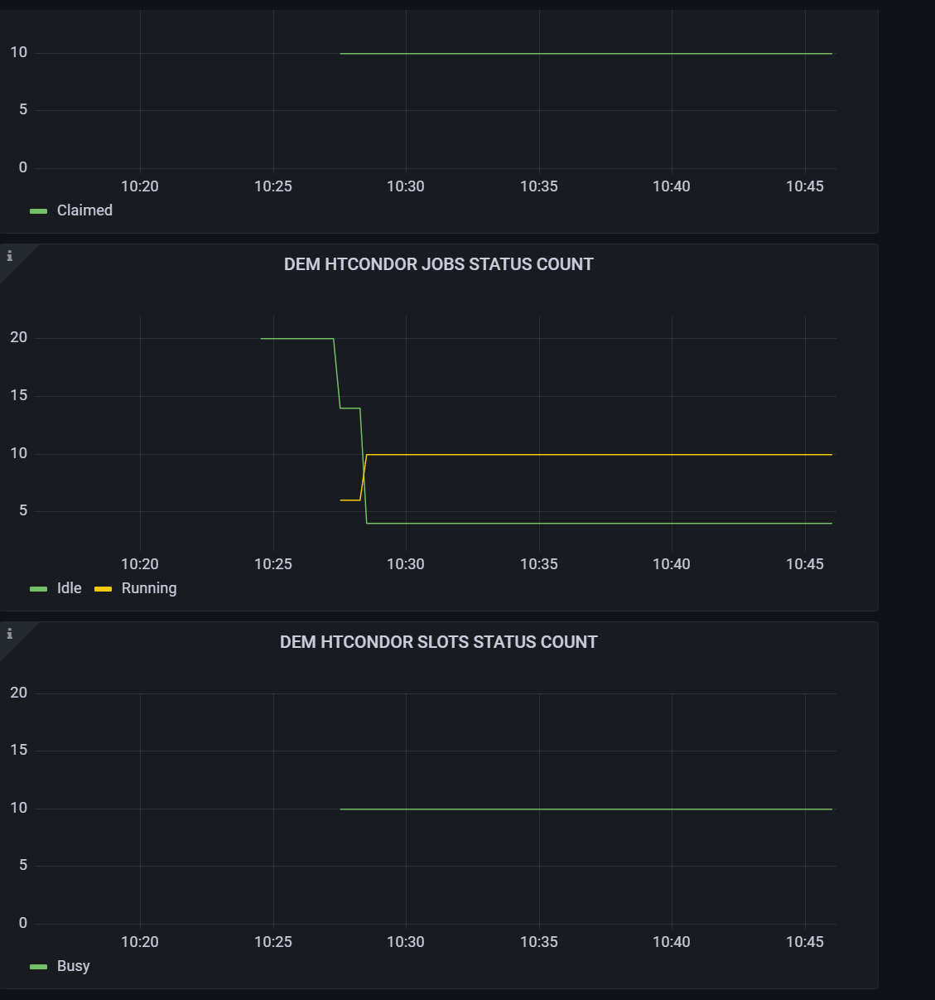 10
5
0
10:20 10:25 10:30 10:35 10:40 10:45
Claimed
i
DEM HTCONDOR JOBS STATUS COUNT
20
15
10
5
10:20 10:25 10:30 10:35 10:40 10:45
Idle Running
i
DEM HTCONDOR SLOTS STATUS COUNT
20
15
10
5
0
10:20 10:25 10:30 10:35 10:40 10:45
Busy